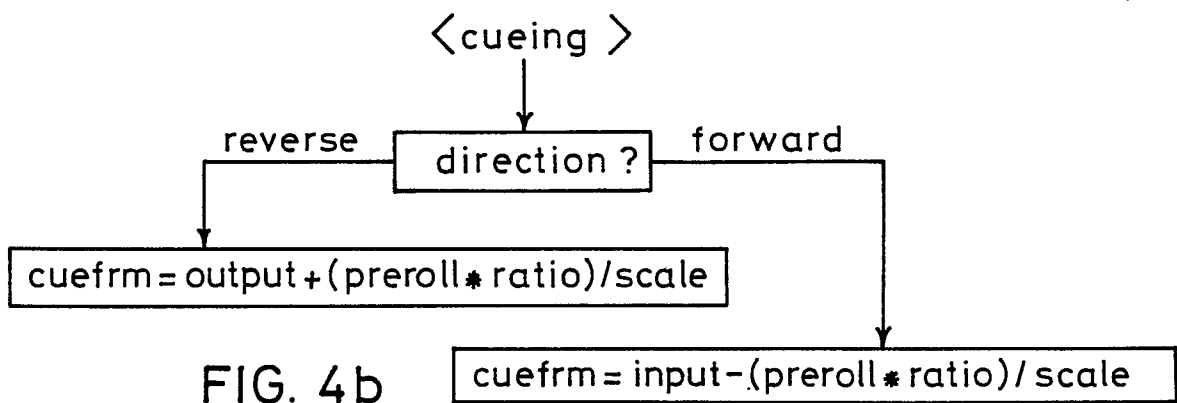 <cueing >
reverse
direction ?
forward
cuefrm = output + (preroll * ratio) / scale
FIG. 4b
cuefrm = input - (preroll * ratio) / scale